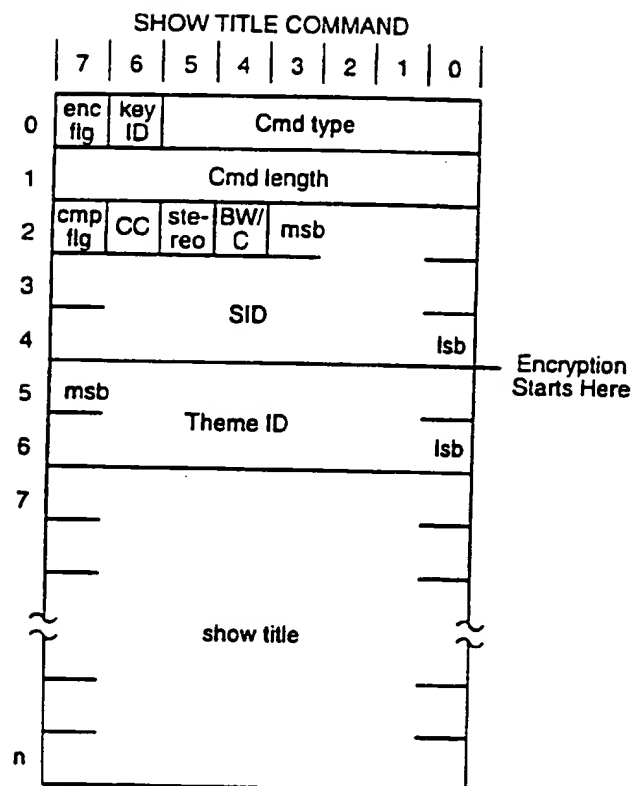 SHOW TITLE COMMAND
7 6 5 4 3 2 1 0
0 enc flg key ID Cmd type
1 Cmd length
2 cmp flg CC ste-reo BW/C msb
3
SID
4 lsb
Encryption
Starts Here
5 msb
Theme ID
6 lsb
7
show title
n